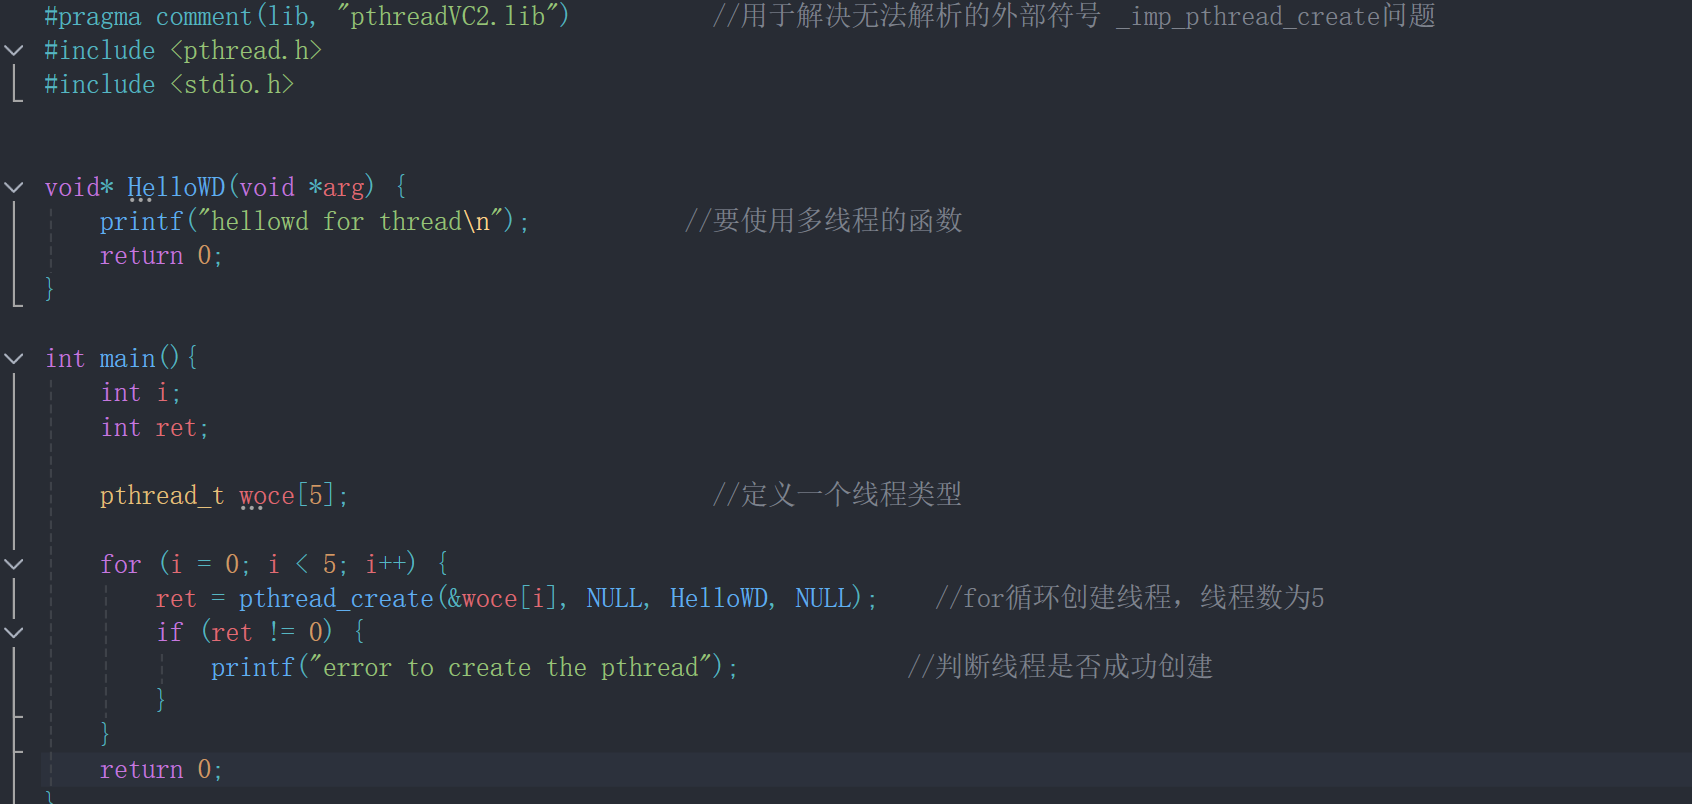 #pragma comment(lib, "pthreadVC2.lib")          //用于解决无法解析的外部符号 _imp_pthread_create问题
#include <pthread.h>
#include <stdio.h>
void* HelloWD(void *arg) {
    printf("hellowd for thread\n");           //要使用多线程的函数
    return 0;
}
int main(){
    int i;
    int ret;
    pthread_t woce[5];                          //定义一个线程类型
    for (i = 0; i < 5; i++) {
        ret = pthread_create(&woce[i], NULL, HelloWD, NULL);    //for循环创建线程，线程数为5
        if (ret != 0) {
            printf("error to create the pthread");            //判断线程是否成功创建
        }
    }
    return 0;
}